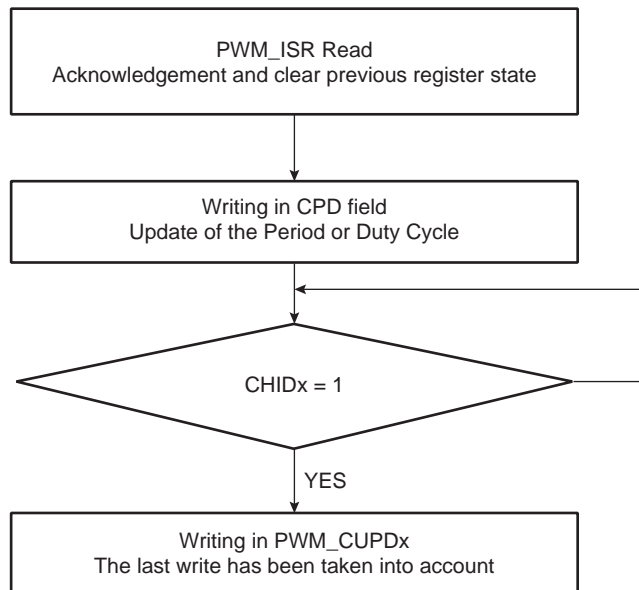 PWM_ISR Read
Acknowledgement and clear previous register state
Writing in CPD field
Update of the Period or Duty Cycle
CHIDx = 1
YES
Writing in PWM_CUPDx
The last write has been taken into account